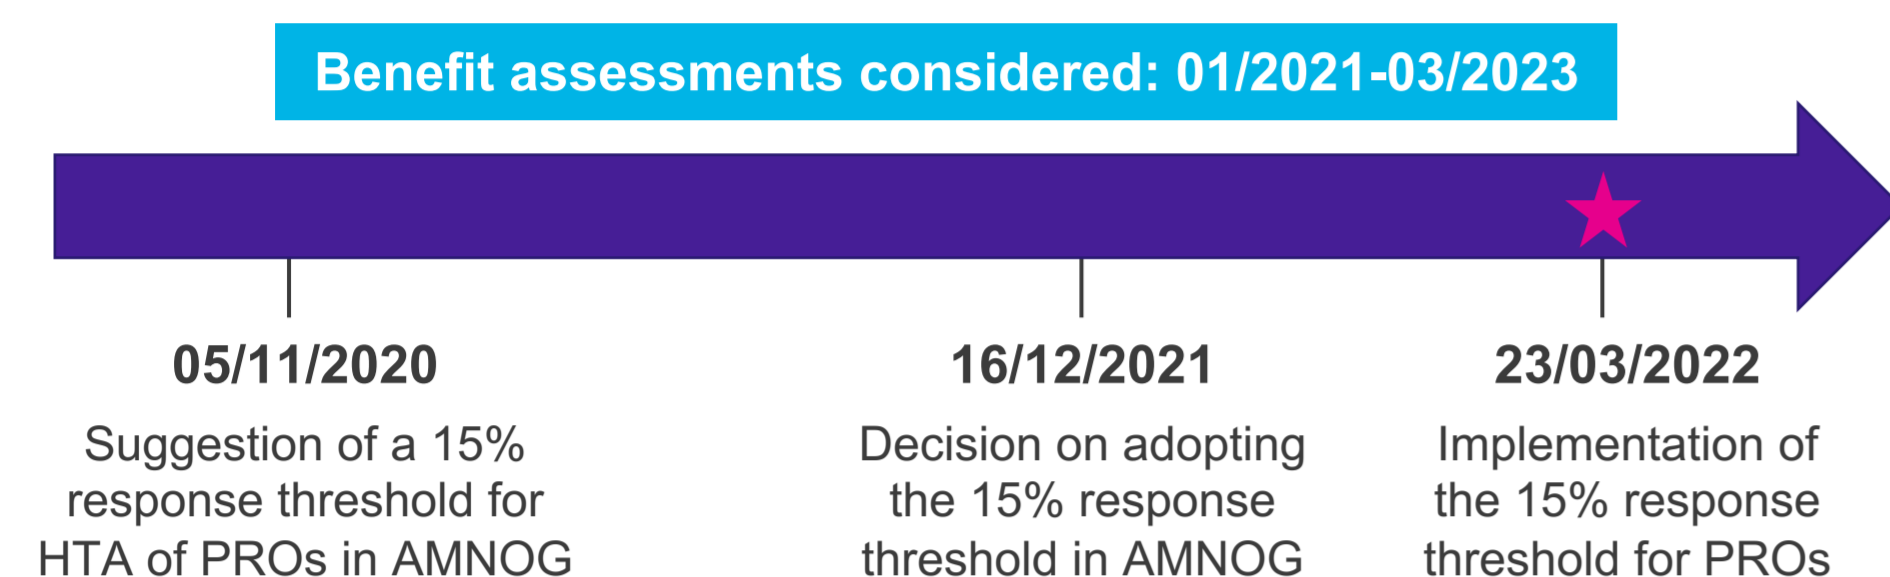 Benefit assessments considered: 01/2021-03/2023
05/11/2020
Suggestion of a 15%
response threshold for
HTA of PROs in AMNOG
16/12/2021
Decision on adopting
the 15% response
threshold in AMNOG
23/03/2022
Implementation of
the 15% response
threshold for PROs